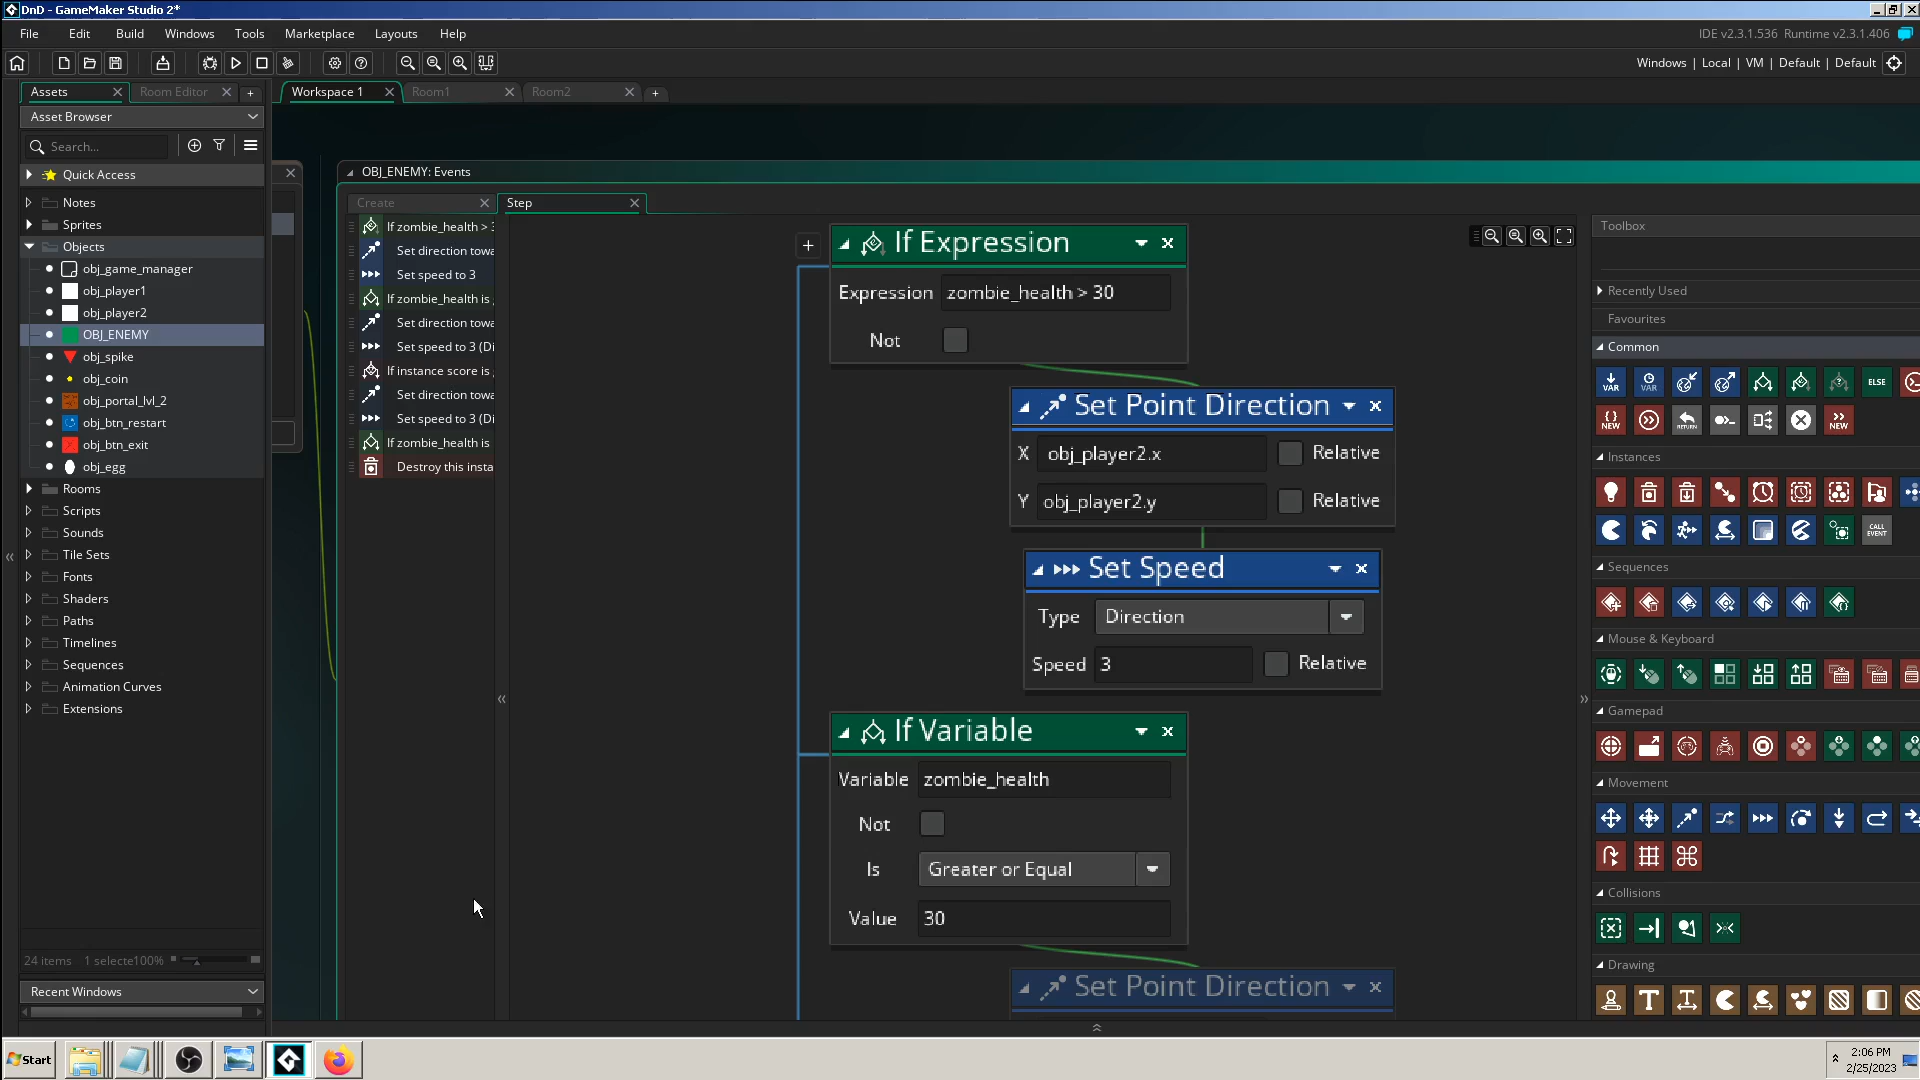 DnD - GameMaker Studio 2*
File Edit Build Windows Tools Marketplace Layouts Help
IDE v2.3.1.536 Runtime v2.3.1.406
Windows | Local | VM | Default | Default
Assets
Room Editor
Workspace 1
Room1
Room2
Asset Browser
Search...
Quick Access
Notes
Sprites
Objects
obj_game_manager
obj_player1
obj_player2
OBJ_ENEMY
obj_spike
obj_coin
obj_portal_lvl_2
obj_btn_restart
obj_btn_exit
obj_egg
Rooms
Scripts
Sounds
Tile Sets
Fonts
Shaders
Paths
Timelines
Sequences
Animation Curves
Extensions
24 items 1 selecte100%
Recent Windows
OBJ_ENEMY: Events
Create
Step
If zombie_health >
Set direction towa
Set speed to 3
If zombie_health is
Set direction towa
Set speed to 3 (Di
If instance score is
Set direction towa
Set speed to 3 (Di
If zombie_health is
Destroy this insta
If Expression
Expression zombie_health > 30
Not
Set Point Direction
X obj_player2.x Relative
Y obj_player2.y Relative
Set Speed
Type Direction
Speed 3 Relative
If Variable
Variable zombie_health
Not
Is Greater or Equal
Value 30
Set Point Direction
Toolbox
Recently Used
Favourites
Common
VAR
VAR
ELSE
NEW
RETURN
NEW
Instances
CALL
EVENT
Sequences
Mouse & Keyboard
Gamepad
Movement
Collisions
Drawing
Start
2:06 PM
2/25/2023